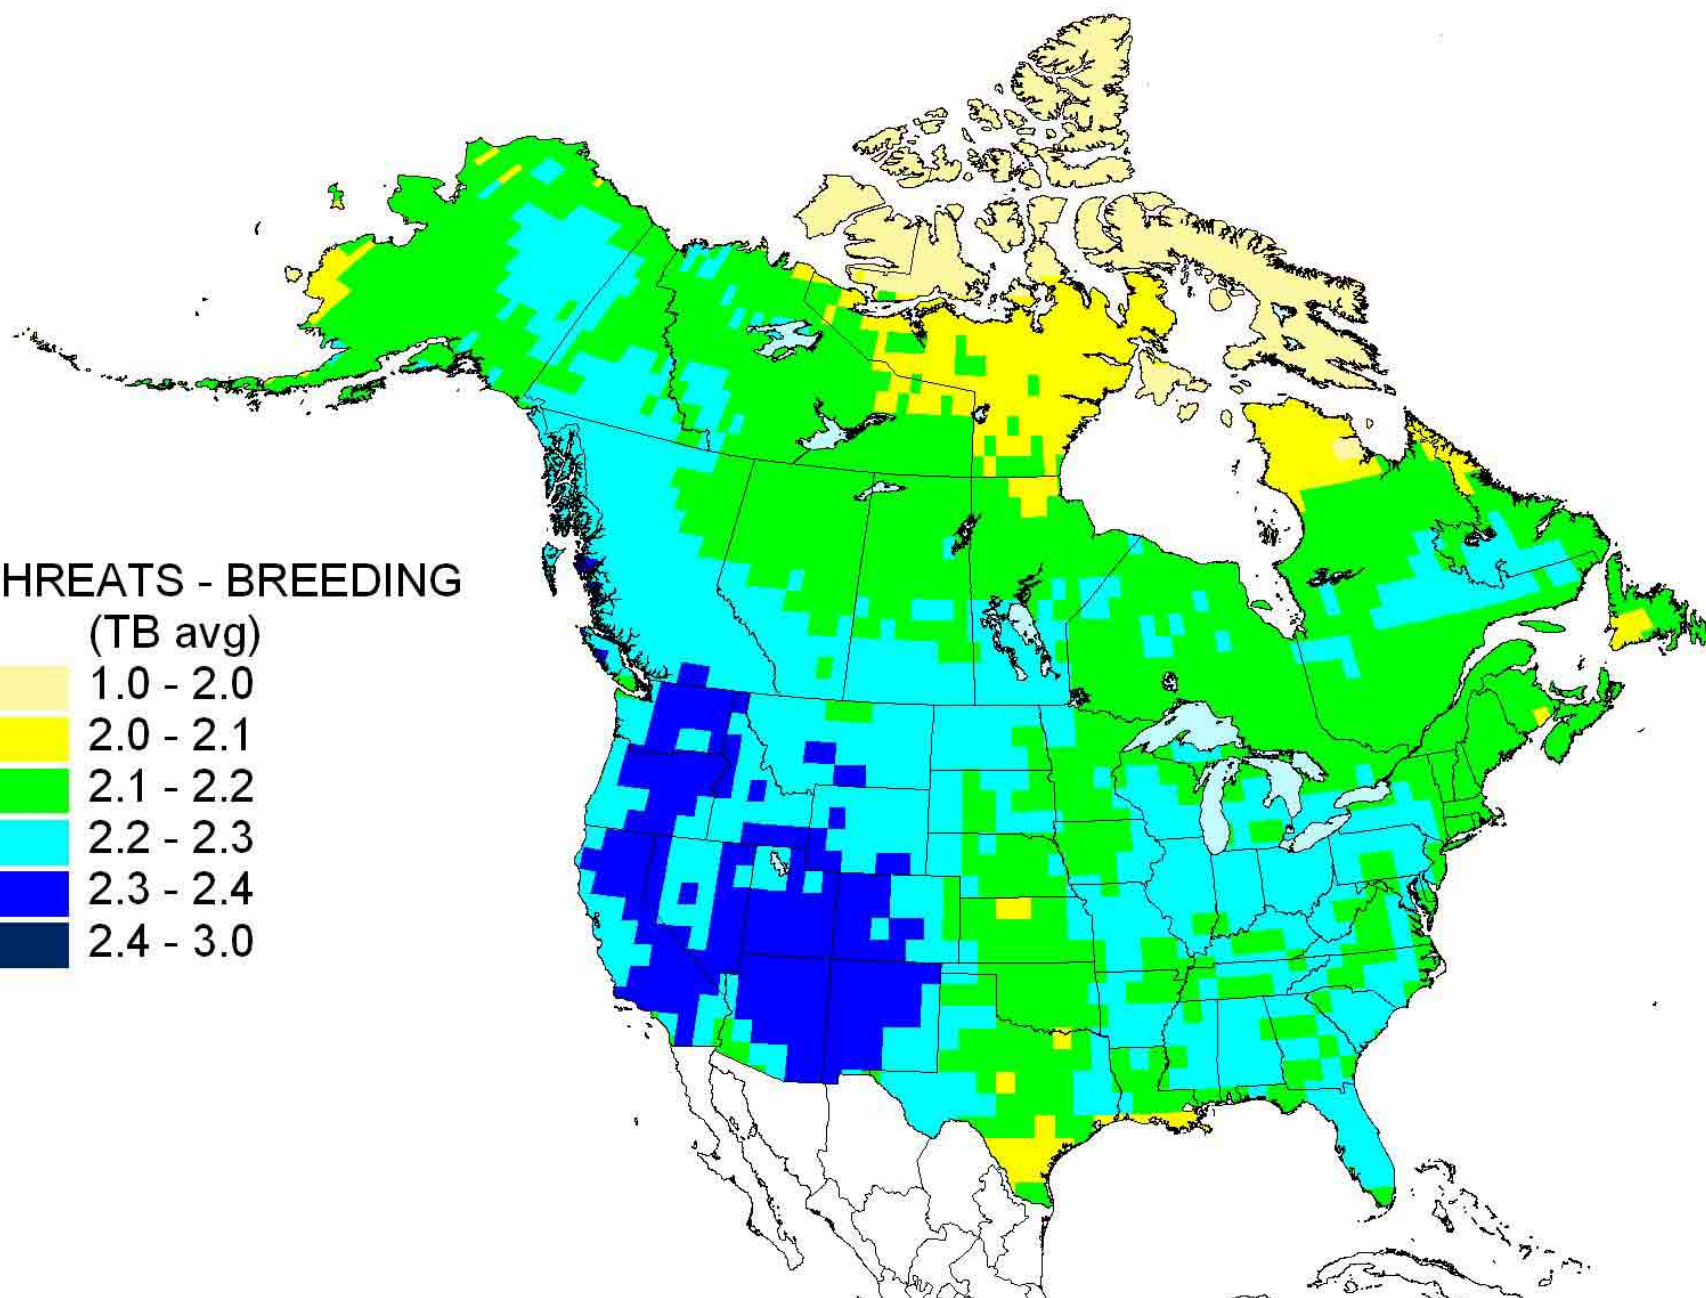 HREATS - BREEDING
(TB avg)
1.0 - 2.0
2.0 - 2.1
2.1 - 2.2
2.2 - 2.3
2.3 - 2.4
2.4 - 3.0